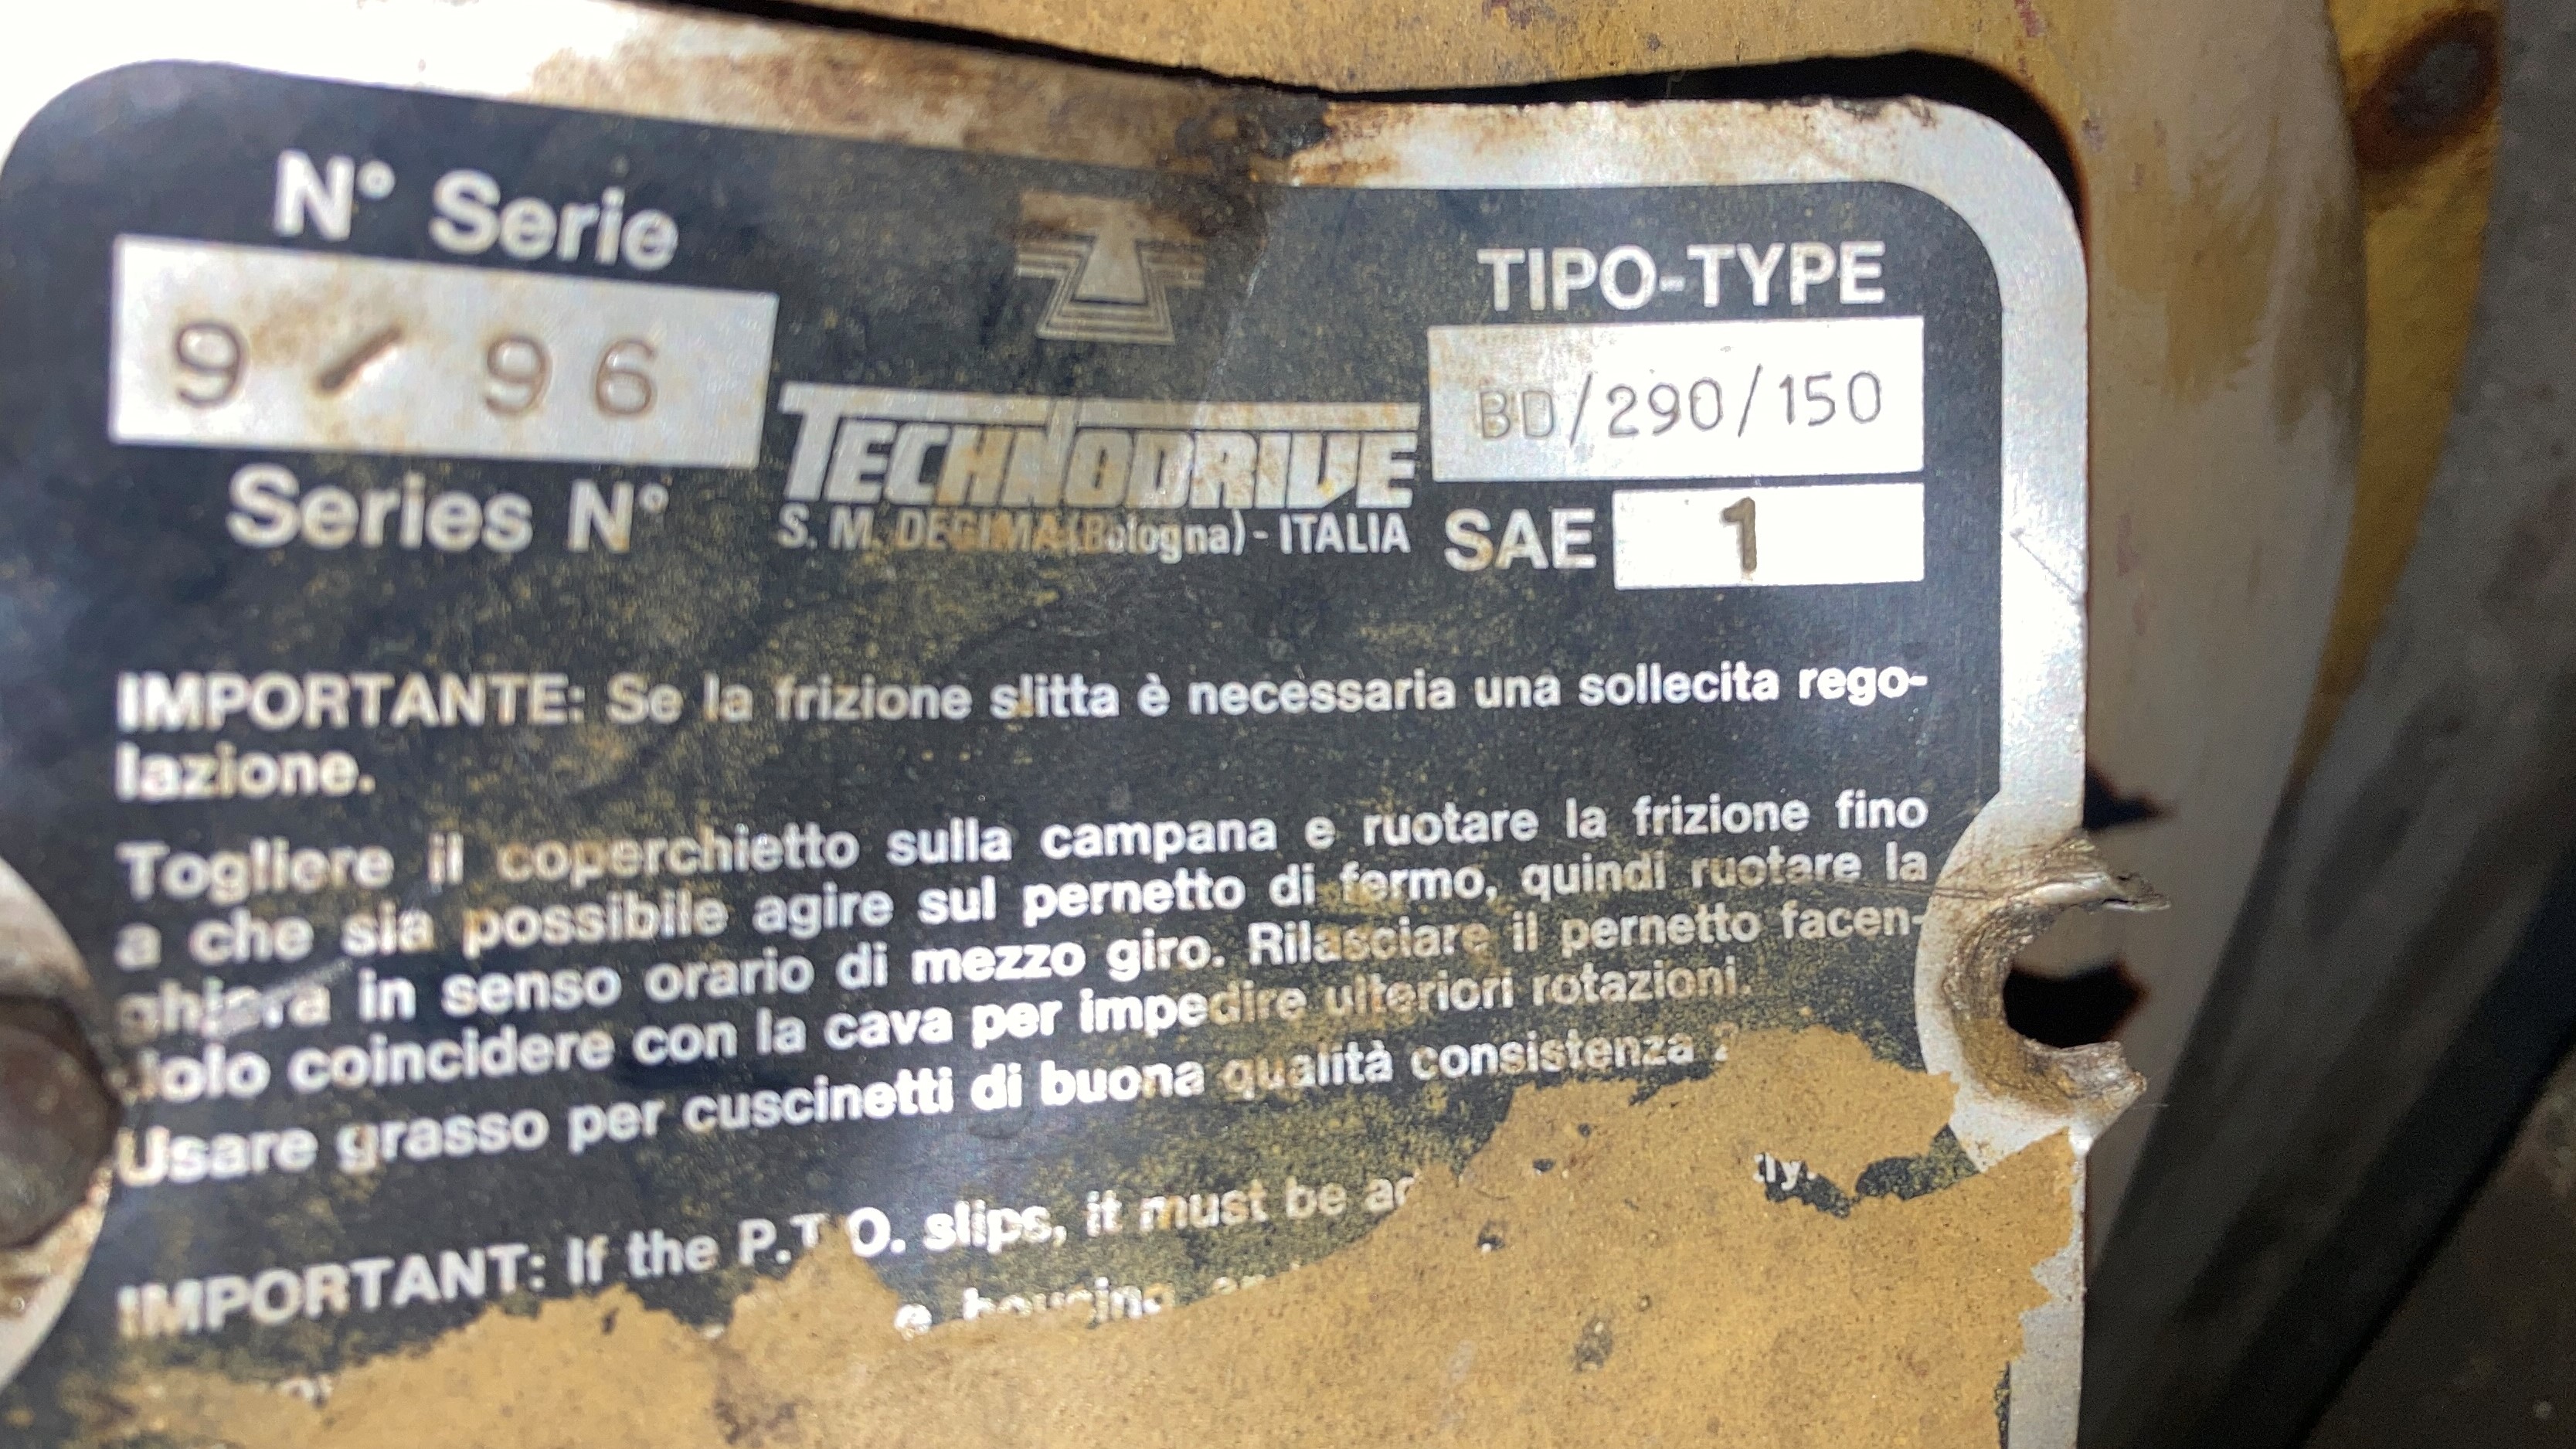 N° Serie
9 / 96
Series N°
TECHNODRIVE
S. M. DECIMA (Bologna) - ITALIA
TIPO-TYPE
BD/290/150
SAE 1
IMPORTANTE: Se la frizione slitta è necessaria una sollecita rego-
lazione.
Togliere il coperchietto sulla campana e ruotare la frizione fino
a che sia possibile agire sul pernetto di fermo, quindi ruotare la
ghiera in senso orario di mezzo giro. Rilasciare il pernetto facen-
dolo coincidere con la cava per impedire ulteriori rotazioni.
Usare grasso per cuscinetti di buona qualità consistenza
IMPORTANT: If the P.T.O. slips, it must be
housing